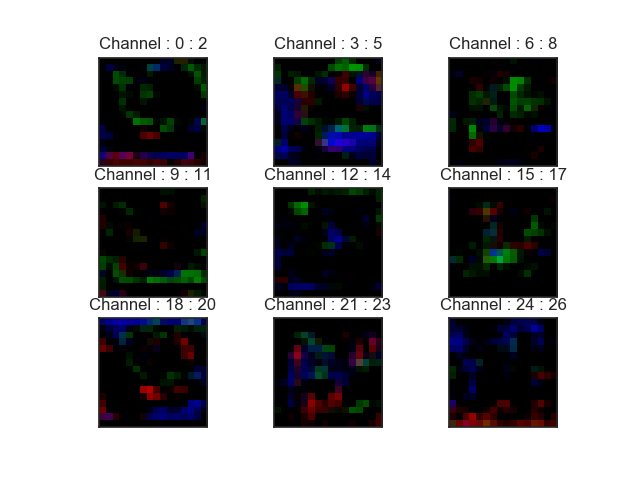 Channel : 0 : 2
Channel : 3 : 5
Channel : 6 : 8
Channel : 9 : 11
Channel : 12 : 14
Channel : 15 : 17
Channel : 18 : 20
Channel : 21 : 23
Channel : 24 : 26